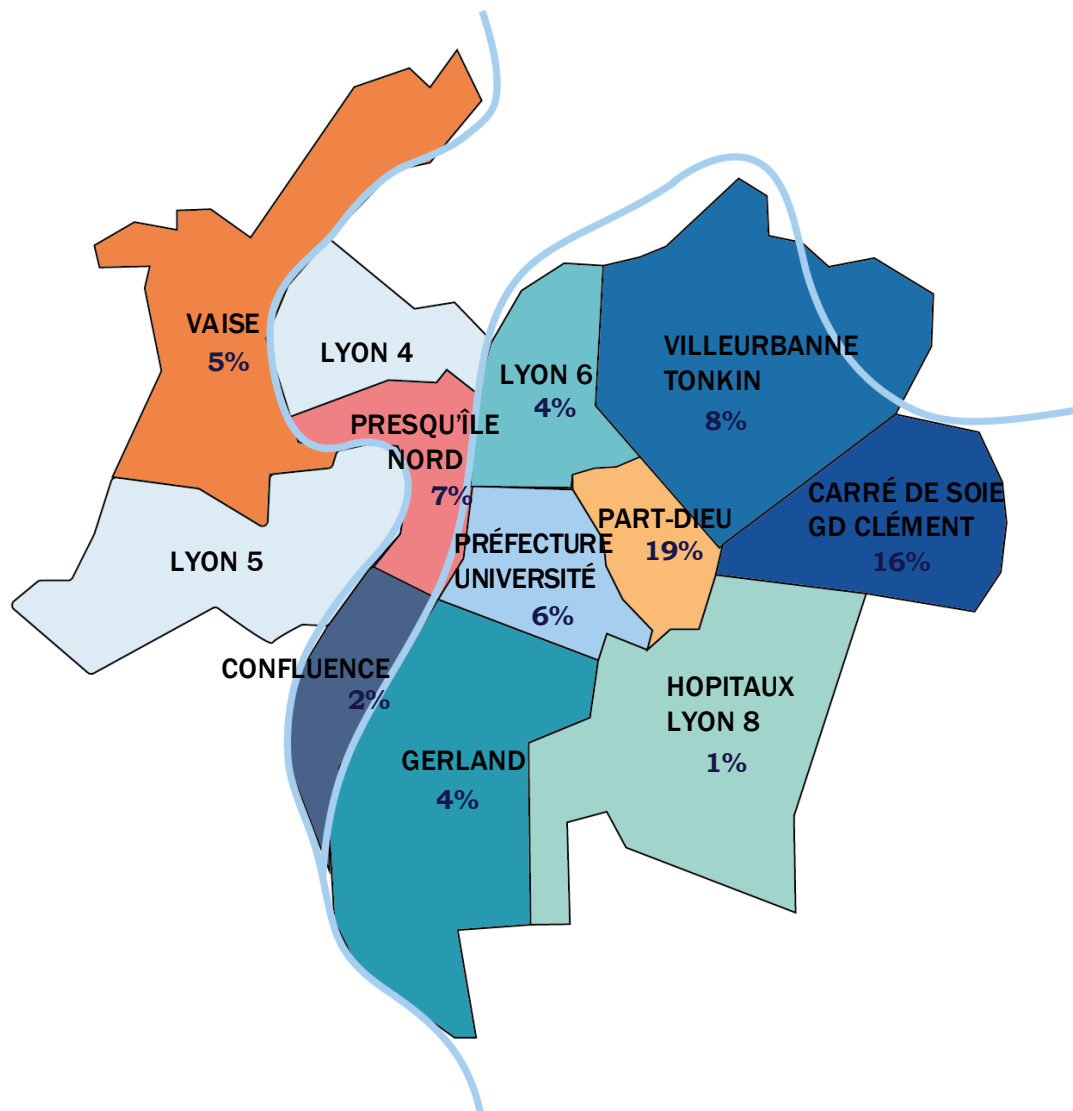 VAISE
5%
LYON 4
LYON 6
4%
VILLEURBANNE
TONKIN
8%
PRESQU'ÎLE
NORD
7%
CARRÉ DE SOIE
GD CLÉMENT
16%
PART-DIEU
19%
PRÉFECTURE
UNIVERSITÉ
6%
LYON 5
CONFLUENCE
2%
HOPITAUX
LYON 8
1%
GERLAND
4%